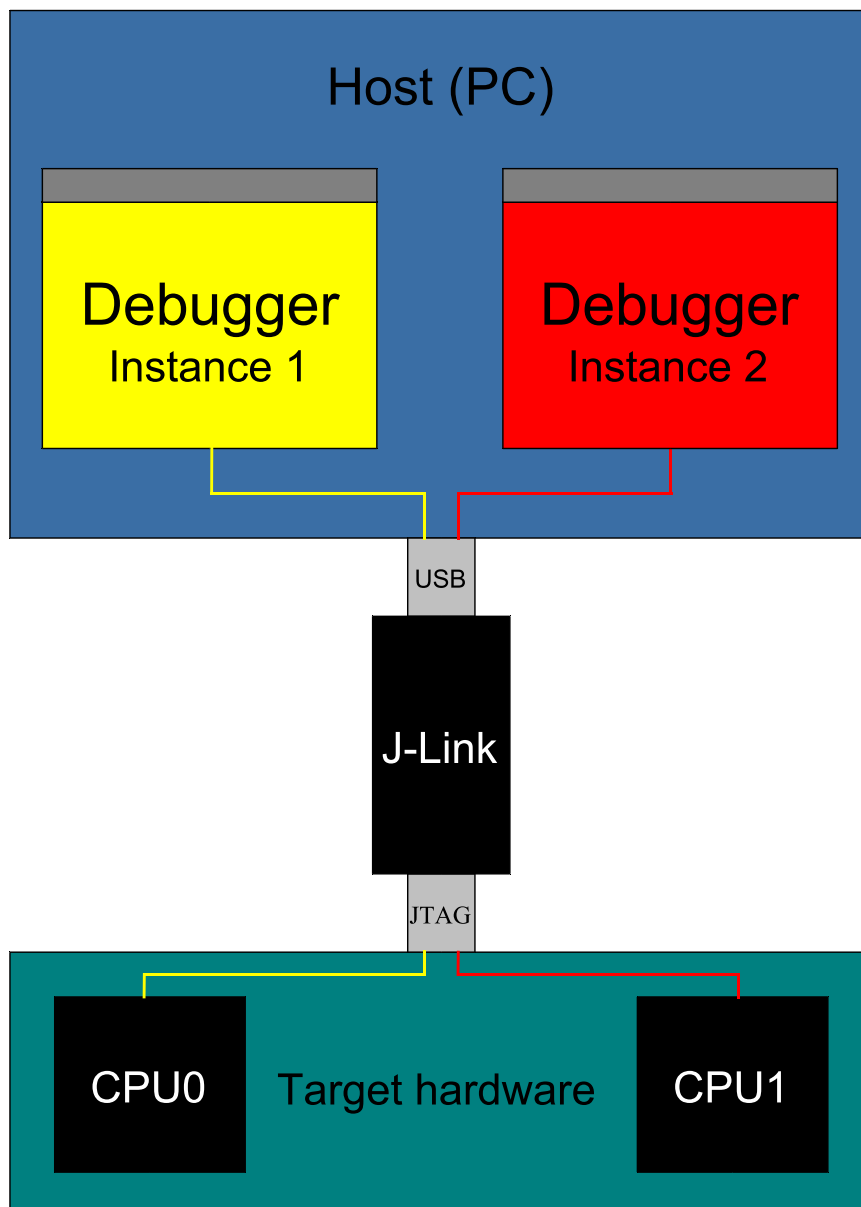 Host (PC)
Debugger
Instance 1
Debugger
Instance 2
USB
J-Link
JTAG
CPU0
Target hardware
CPU1